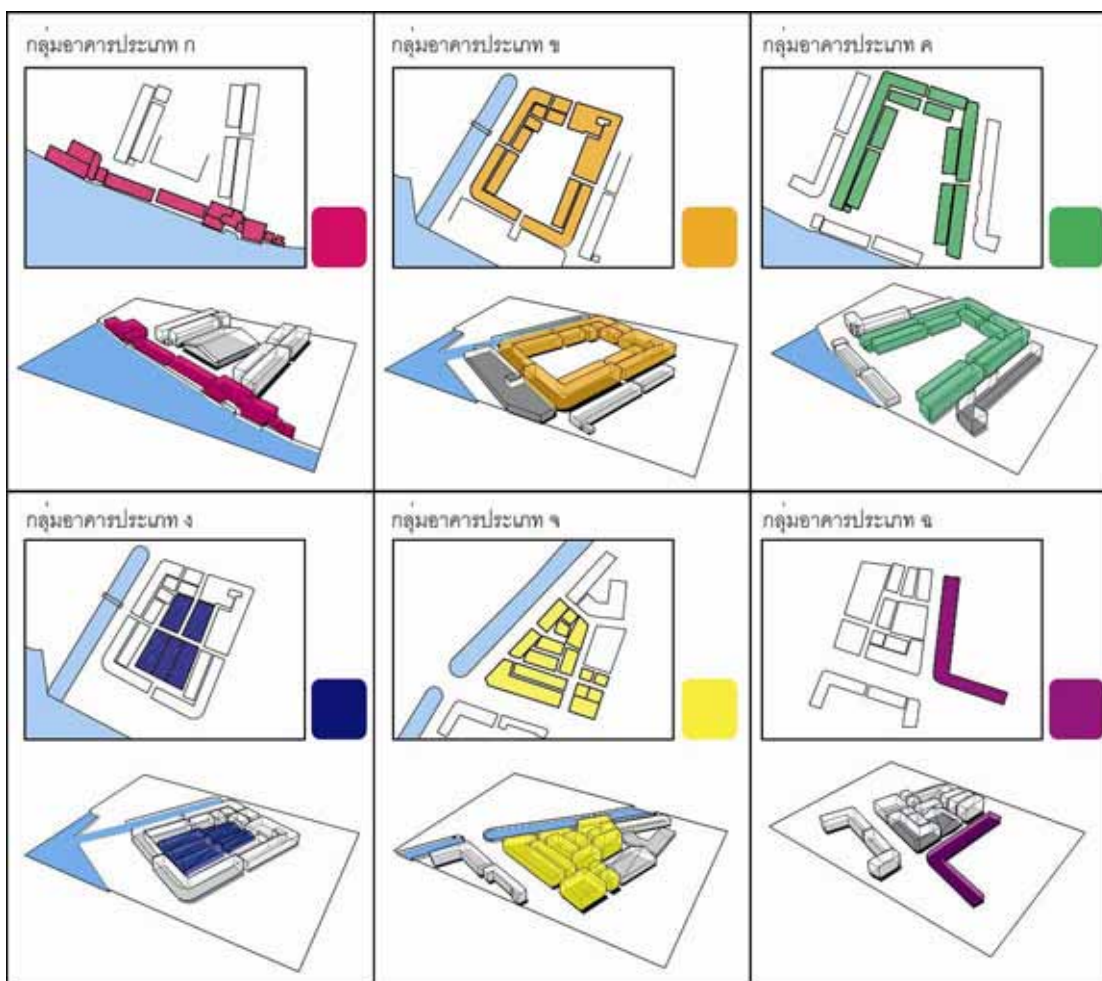 กลุ่มอาคารประเภท ก
กลุ่มอาคารประเภท ข
กลุ่มอาคารประเภท ค
กลุ่มอาคารประเภท ง
กลุ่มอาคารประเภท จ
กลุ่มอาคารประเภท ฉ